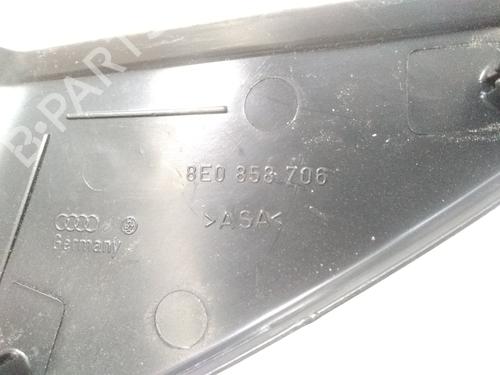 B-PARTS
8E0 858 706
>ASA<
Germany